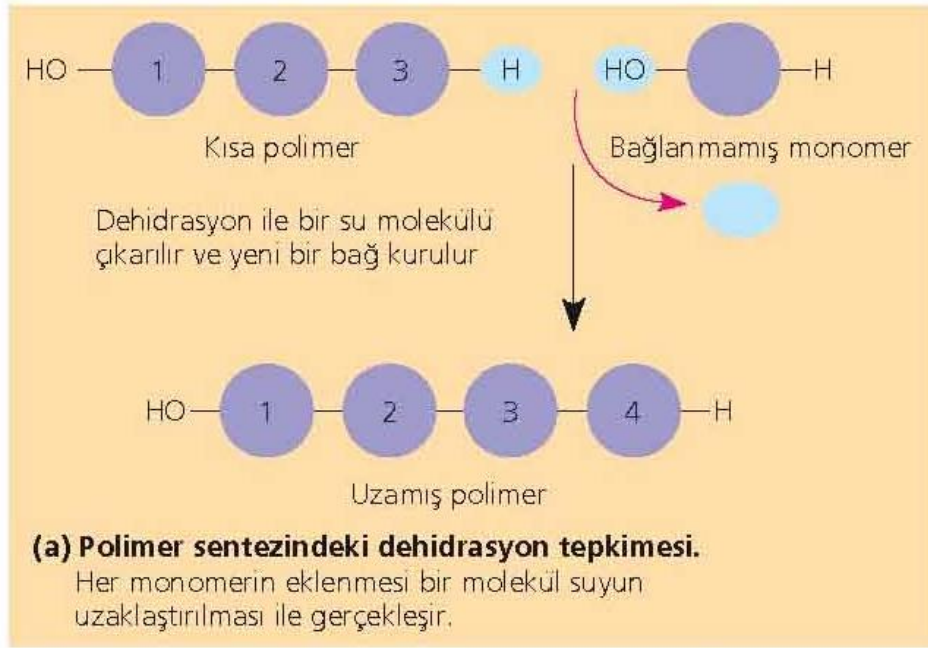 HO 1 2 3 H HO H
Kısa polimer Bağlanmamış monomer
Dehidrasyon ile bir su molekülü
çıkarılır ve yeni bir bağ kurulur
HO 1 2 3 4 H
Uzamış polimer
(a) Polimer sentezindeki dehidrasyon tepkimesi.
Her monomerin eklenmesi bir molekül suyun
uzaklaştırılması ile gerçekleşir.